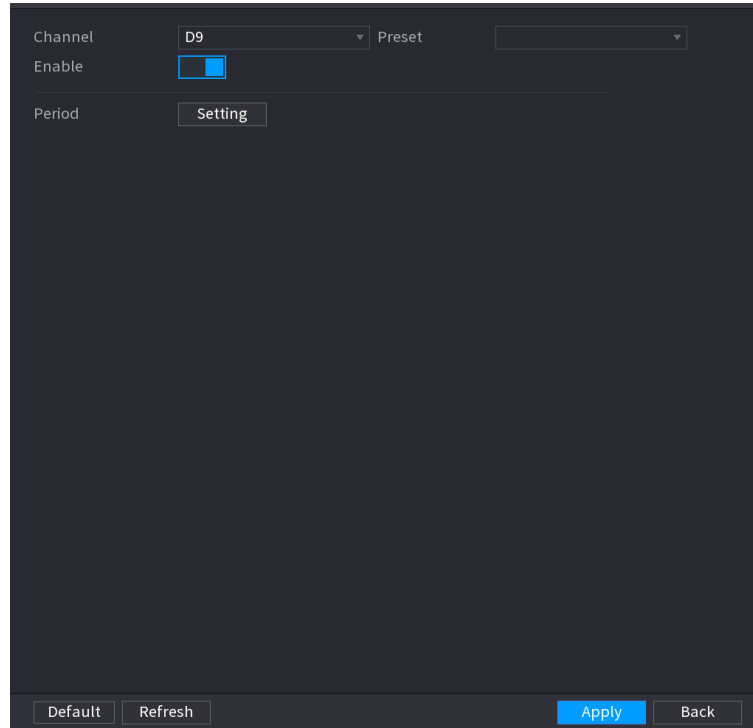 Channel D9 Preset
Enable
Period Setting
Default Refresh Apply Back